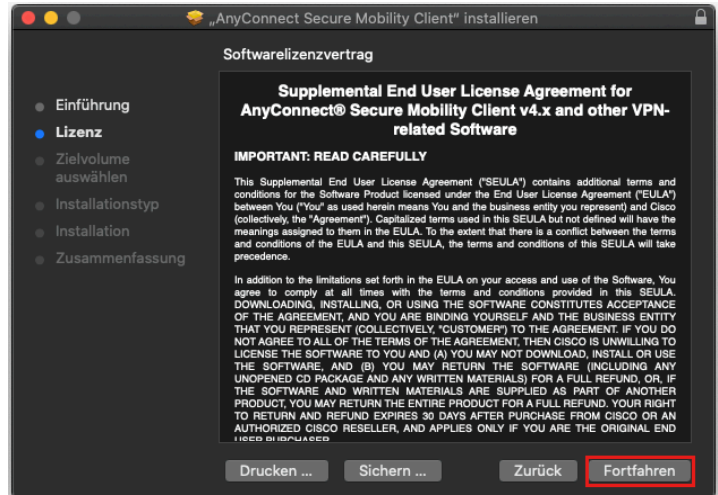 „AnyConnect Secure Mobility Client“ installieren
Softwarelizenzvertrag
Einführung
Lizenz
Zielvolume
auswählen
Installationstyp
Installation
Zusammenfassung
Supplemental End User License Agreement for
AnyConnect® Secure Mobility Client v4.x and other VPN-
related Software
IMPORTANT: READ CAREFULLY
This Supplemental End User License Agreement ("SEULA") contains additional terms and
conditions for the Software Product licensed under the End User License Agreement ("EULA")
between You ("You" as used herein means You and the business entity you represent) and Cisco
(collectively, the "Agreement"). Capitalized terms used in this SEULA but not defined will have the
meanings assigned to them in the EULA. To the extent that there is a conflict between the terms
and conditions of the EULA and this SEULA, the terms and conditions of this SEULA will take
precedence.
In addition to the limitations set forth in the EULA on your access and use of the Software, You
agree to comply at all times with the terms and conditions provided in this SEULA.
DOWNLOADING, INSTALLING, OR USING THE SOFTWARE CONSTITUTES ACCEPTANCE
OF THE AGREEMENT, AND YOU ARE BINDING YOURSELF AND THE BUSINESS ENTITY
THAT YOU REPRESENT (COLLECTIVELY, "CUSTOMER") TO THE AGREEMENT. IF YOU DO
NOT AGREE TO ALL OF THE TERMS OF THE AGREEMENT, THEN CISCO IS UNWILLING TO
LICENSE THE SOFTWARE TO YOU AND (A) YOU MAY NOT DOWNLOAD, INSTALL OR USE
THE SOFTWARE, AND (B) YOU MAY RETURN THE SOFTWARE (INCLUDING ANY
UNOPENED CD PACKAGE AND ANY WRITTEN MATERIALS) FOR A FULL REFUND, OR, IF
THE SOFTWARE AND WRITTEN MATERIALS ARE SUPPLIED AS PART OF ANOTHER
PRODUCT, YOU MAY RETURN THE ENTIRE PRODUCT FOR A FULL REFUND. YOUR RIGHT
TO RETURN AND REFUND EXPIRES 30 DAYS AFTER PURCHASE FROM CISCO OR AN
AUTHORIZED CISCO RESELLER, AND APPLIES ONLY IF YOU ARE THE ORIGINAL END
USER PURCHASER.
Drucken ...
Sichern ...
Zurück
Fortfahren